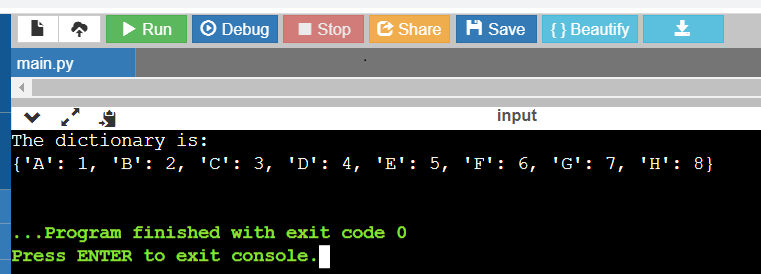 Run Debug Stop Share Save { } Beautify
main.py
input
The dictionary is:
{'A': 1, 'B': 2, 'C': 3, 'D': 4, 'E': 5, 'F': 6, 'G': 7, 'H': 8}
...Program finished with exit code 0
Press ENTER to exit console.